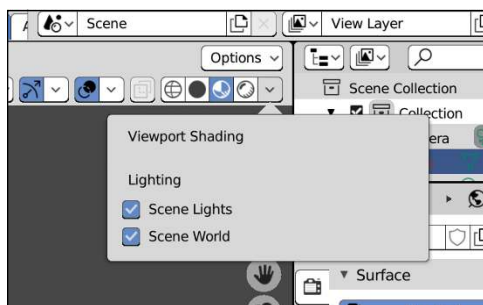 Scene
View Layer
Options
Scene Collection
Collection
era
Viewport Shading
Lighting
Scene Lights
Scene World
Surface